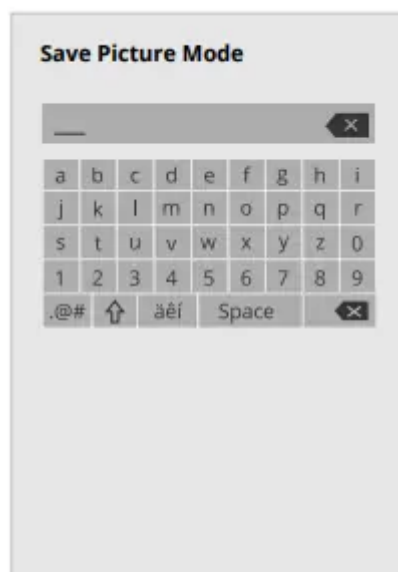 Save Picture Mode
a b c d e f g h i
j k l m n o p q r
s t u v w x y z 0
1 2 3 4 5 6 7 8 9
.@# äêí Space